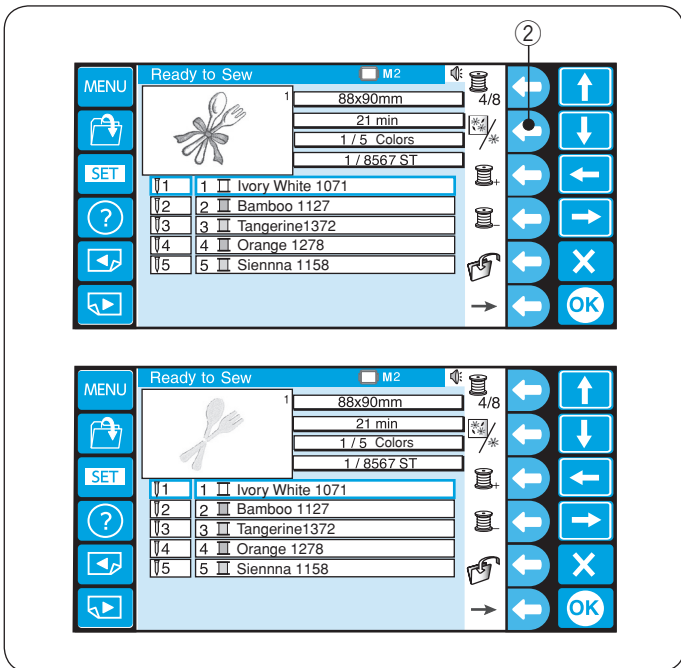 ②
MENU
Ready to Sew M2
1
88x90mm
4/8
21 min
1 / 5 Colors
1 / 8567 ST
SET
1 1 Ivory White 1071
2 2 Bamboo 1127
?
3 3 Tangerine1372
4 4 Orange 1278
5 5 Siennna 1158
X
OK
MENU
Ready to Sew M2
1
88x90mm
4/8
21 min
1 / 5 Colors
1 / 8567 ST
SET
1 1 Ivory White 1071
2 2 Bamboo 1127
?
3 3 Tangerine1372
4 4 Orange 1278
5 5 Siennna 1158
X
OK